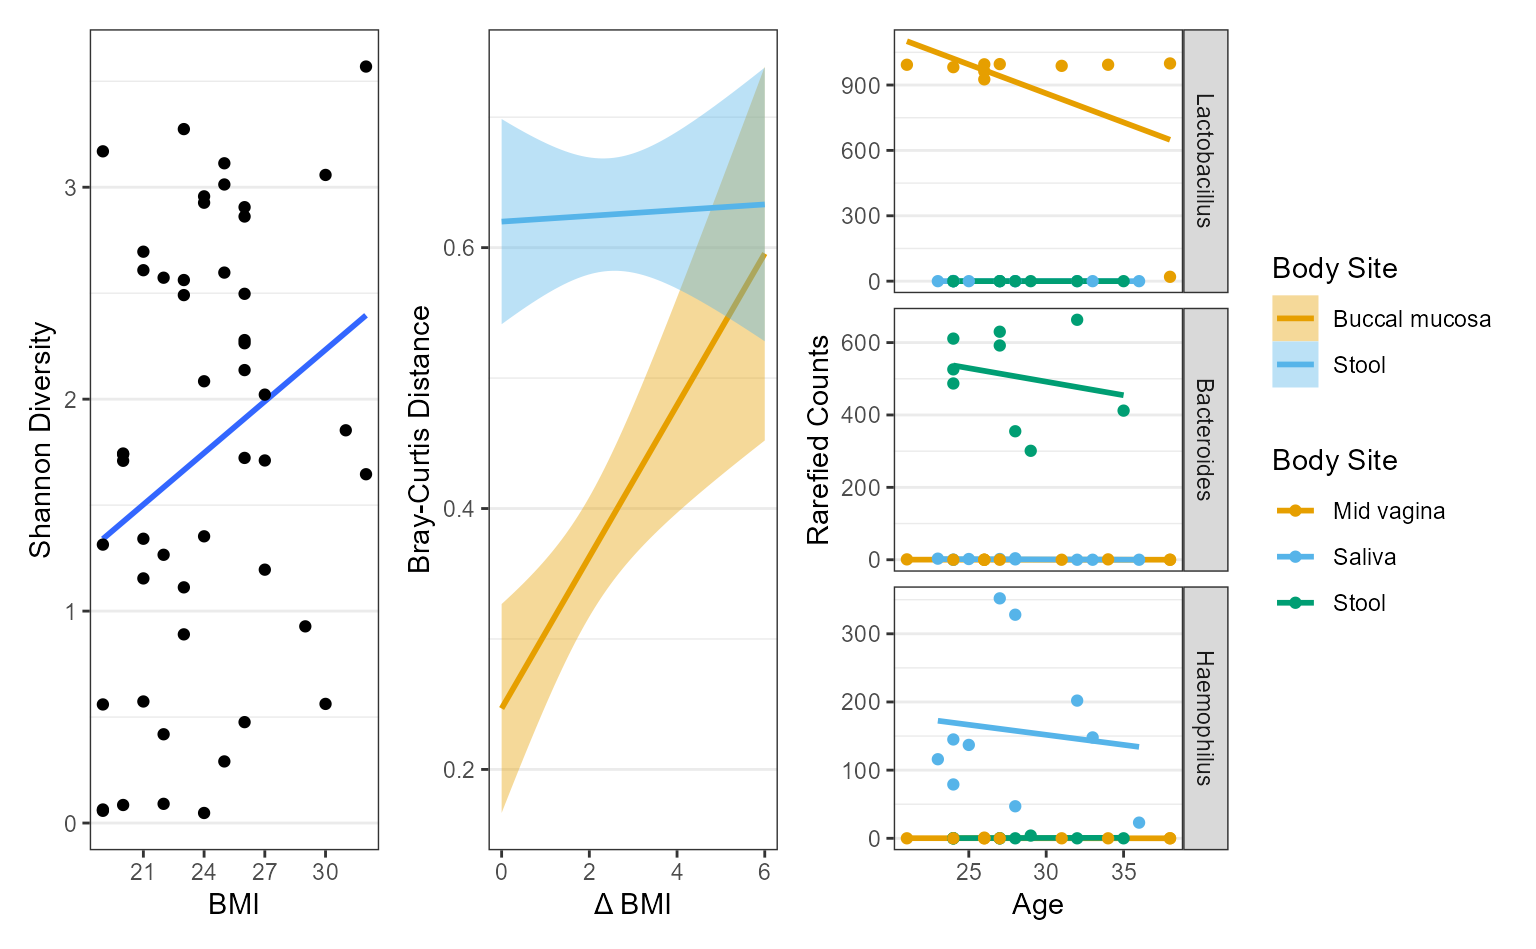 Shannon Diversity
3
2
1
0
21 24 27 30
BMI
Bray-Curtis Distance
0.6
0.4
0.2
0 2 4 6
Δ BMI
Rarefied Counts
900
600
300
0
Lactobacillus
600
400
200
0
Bacteroides
300
200
100
0
Haemophilus
25 30 35
Age
Body Site
Buccal mucosa
Stool
Body Site
Mid vagina
Saliva
Stool